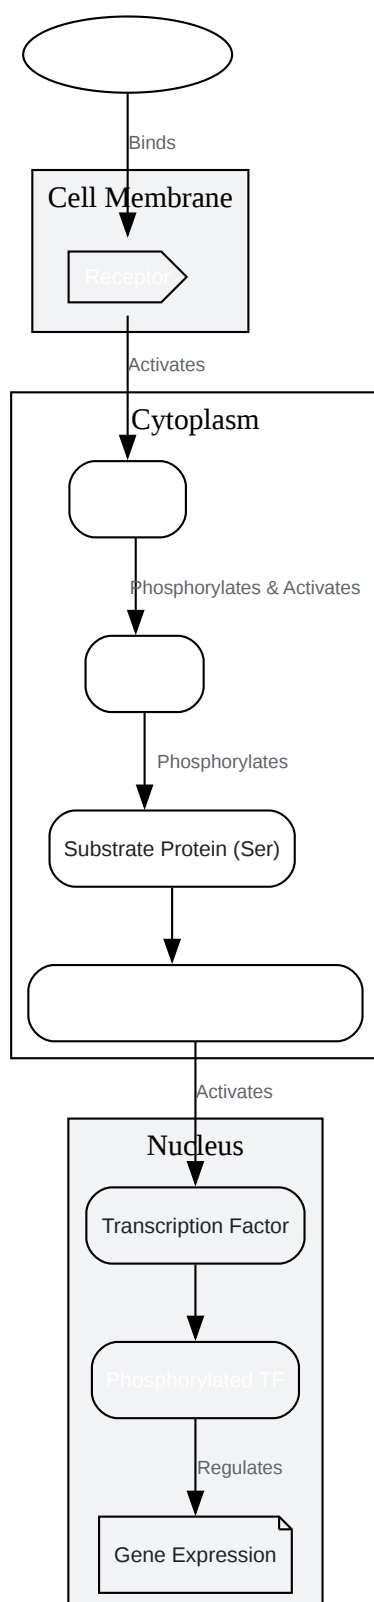 Binds
Cell Membrane
Receptor
Activates
Cytoplasm
Phosphorylates & Activates
Phosphorylates
Substrate Protein (Ser)
Activates
Nucleus
Transcription Factor
Phosphorylated TF
Regulates
Gene Expression